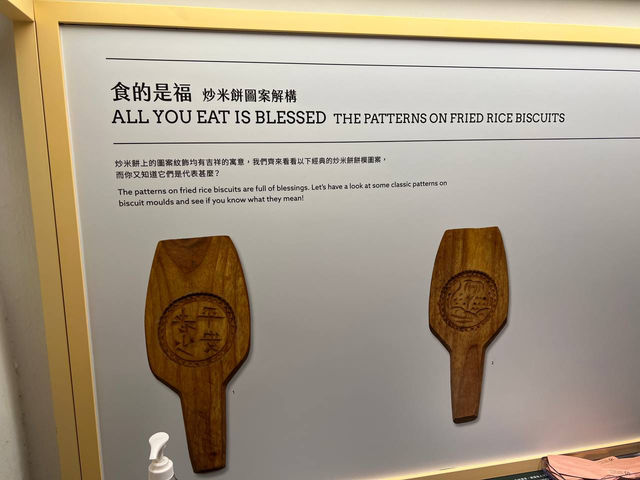 食的是福 炒米餅圖案解構
ALL YOU EAT IS BLESSED THE PATTERNS ON FRIED RICE BISCUITS
炒米餅上的圖案紋飾均有吉祥的寓意，我們齊來看看以下經典的炒米餅餅模圖案，
而你又知道它們是代表甚麼？
The patterns on fried rice biscuits are full of blessings. Let's have a look at some classic patterns on
biscuit moulds and see if you know what they mean!
平安
1
2